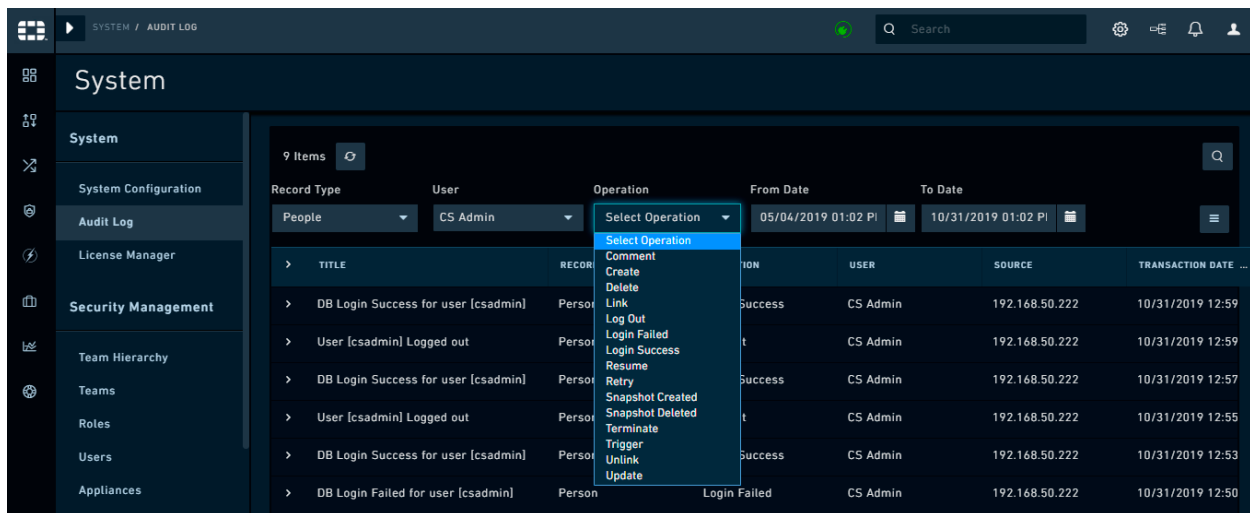 SYSTEM / AUDIT LOG
Search
System
System
System Configuration
Audit Log
License Manager
Security Management
Team Hierarchy
Teams
Roles
Users
Appliances
9 Items
Record Type User Operation From Date To Date
People CS Admin Select Operation 05/04/2019 01:02 10/31/2019 01:02
Select Operation
Comment
Create
Delete
Link
Log Out
Login Failed
Login Success
Resume
Retry
Snapshot Created
Snapshot Deleted
Terminate
Trigger
Unlink
Update
TITLE USER SOURCE TRANSACTION DATE ...
DB Login Success for user [csadmin] Success CS Admin 192.168.50.222 10/31/2019 12:59
User [csadmin] Logged out CS Admin 192.168.50.222 10/31/2019 12:59
DB Login Success for user [csadmin] Success CS Admin 192.168.50.222 10/31/2019 12:57
User [csadmin] Logged out CS Admin 192.168.50.222 10/31/2019 12:55
DB Login Success for user [csadmin] Success CS Admin 192.168.50.222 10/31/2019 12:53
DB Login Failed for user [csadmin] Person Login Failed CS Admin 192.168.50.222 10/31/2019 12:50